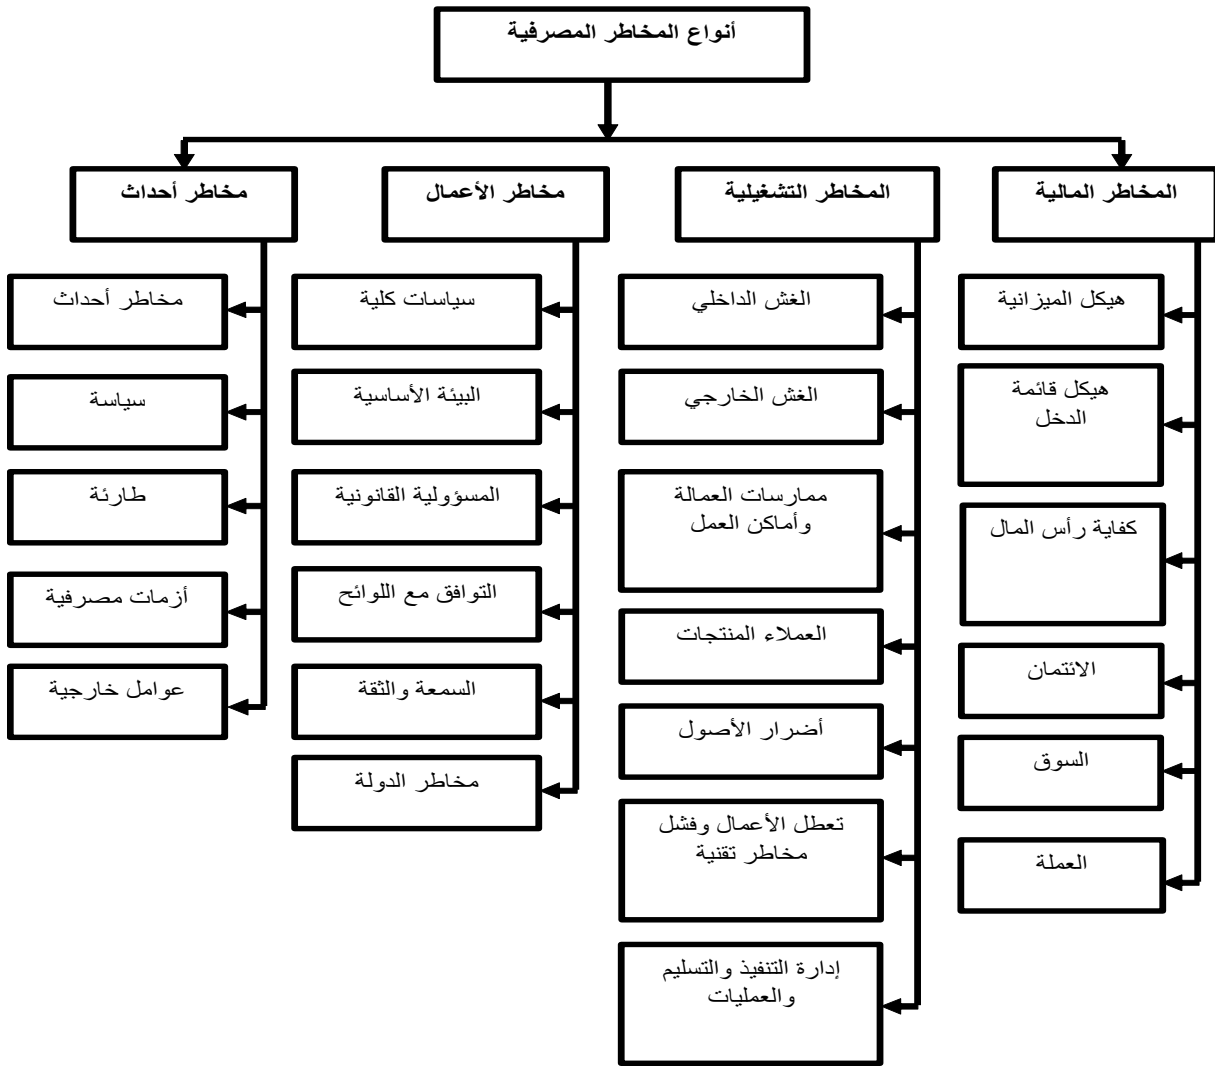 أنواع المخاطر المصرفية
المخاطر المالية
المخاطر التشغيلية
مخاطر الأعمال
مخاطر أحداث
هيكل الميزانية
هيكل قائمة
الدخل
كفاية رأس المال
الائتمان
السوق
العملة
الغش الداخلي
الغش الخارجي
ممارسات العمالة
وأماكن العمل
العملاء المنتجات
أضرار الأصول
تعطل الأعمال وفشل
مخاطر تقنية
إدارة التنفيذ والتسليم
والعمليات
سياسات كلية
البيئة الأساسية
المسؤولية القانونية
التوافق مع اللوائح
السمعة والثقة
مخاطر الدولة
مخاطر أحداث
سياسة
طارئة
أزمات مصرفية
عوامل خارجية